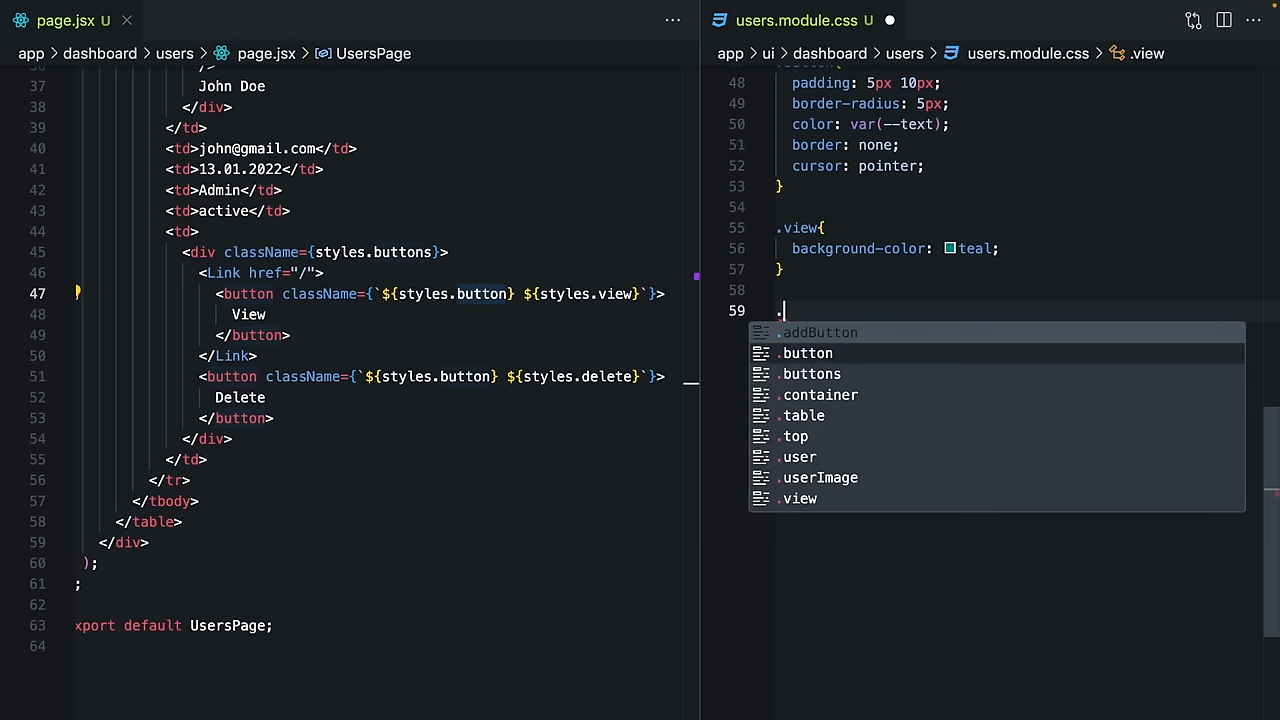 page.jsx U
app > dashboard > users > page.jsx > UsersPage
37 John Doe
38 </div>
39 </td>
40 <td>john@gmail.com</td>
41 <td>13.01.2022</td>
42 <td>Admin</td>
43 <td>active</td>
44 <td>
45 <div className={styles.buttons}>
46 <Link href="/">
47 <button className={`${styles.button} ${styles.view}`}>
48 View
49 </button>
50 </Link>
51 <button className={`${styles.button} ${styles.delete}`}>
52 Delete
53 </button>
54 </div>
55 </td>
56 </tr>
57 </tbody>
58 </table>
59 </div>
60 );
61 ;
62
63 xport default UsersPage;
64
users.module.css U
app > ui > dashboard > users > users.module.css > .view
48 padding: 5px 10px;
49 border-radius: 5px;
50 color: var(--text);
51 border: none;
52 cursor: pointer;
53 }
54
55 .view{
56 background-color: teal;
57 }
58
59 .
.addButton
.button
.buttons
.container
.table
.top
.user
.userImage
.view